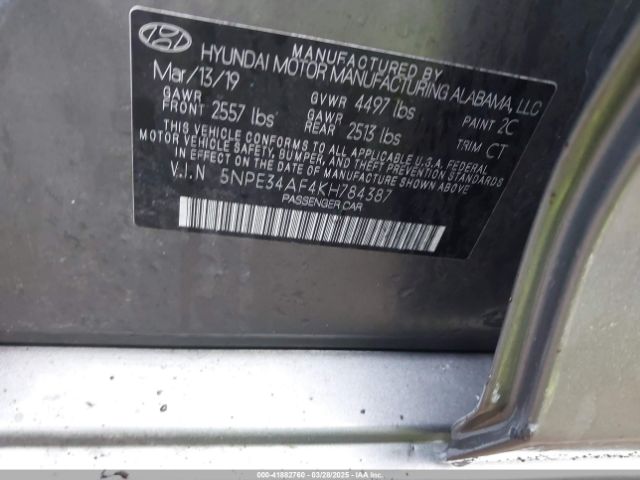 MANUFACTURED BY
HYUNDAI MOTOR MANUFACTURING ALABAMA, LLC
Mar/13/19
GAWR FRONT 2557 lbs
GVWR 4497 lbs
GAWR REAR 2513 lbs
PAINT 2C
TRIM CT
THIS VEHICLE CONFORMS TO ALL APPLICABLE U.S.A. FEDERAL
MOTOR VEHICLE SAFETY, BUMPER, AND THEFT PREVENTION
STANDARDS IN EFFECT ON THE DATE OF MANUFACTURE SHOWN ABOVE.
V.I.N 5NPE34AF4KH784387
PASSENGER CAR
000-41882760 03/28/2025 - IAAI.COM